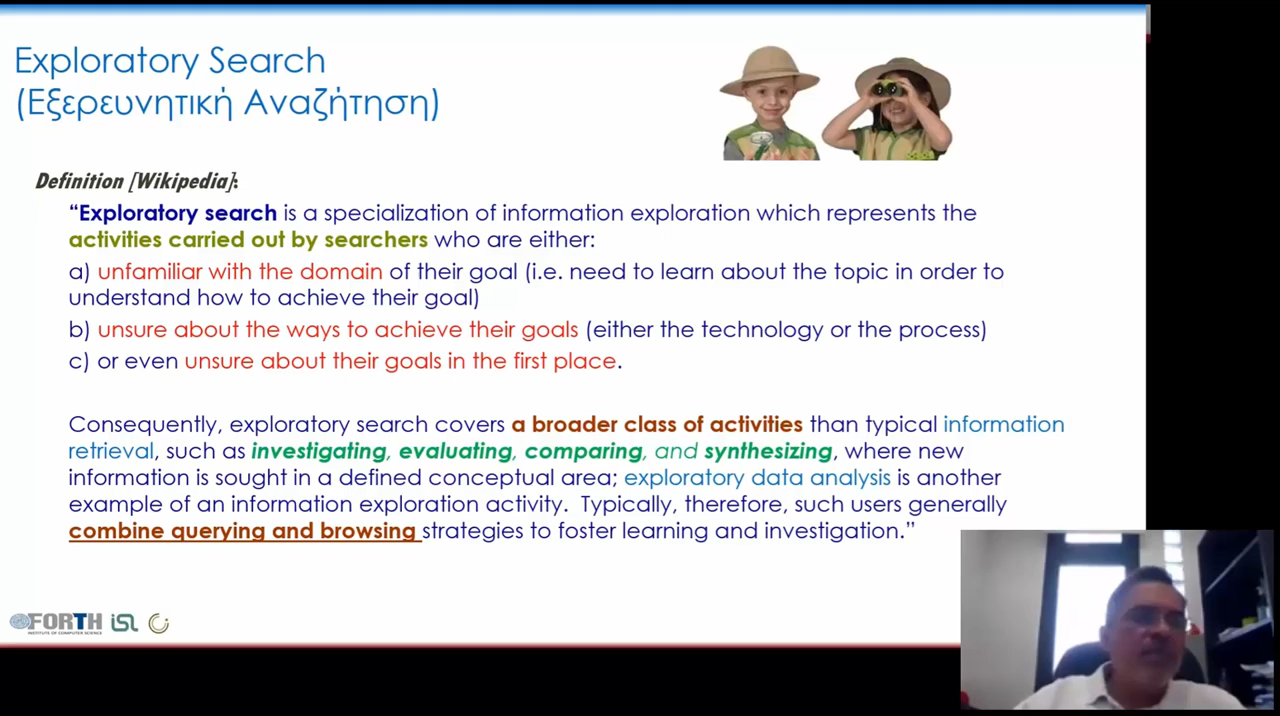 Exploratory Search
(Εξερευνητική Αναζήτηση)
Definition [Wikipedia]:
“Exploratory search is a specialization of information exploration which represents the
activities carried out by searchers who are either:
a) unfamiliar with the domain of their goal (i.e. need to learn about the topic in order to
understand how to achieve their goal)
b) unsure about the ways to achieve their goals (either the technology or the process)
c) or even unsure about their goals in the first place.
Consequently, exploratory search covers a broader class of activities than typical information
retrieval, such as investigating, evaluating, comparing, and synthesizing, where new
information is sought in a defined conceptual area; exploratory data analysis is another
example of an information exploration activity. Typically, therefore, such users generally
combine querying and browsing strategies to foster learning and investigation.”
FORTH
INSTITUTE OF COMPUTER SCIENCE
isl